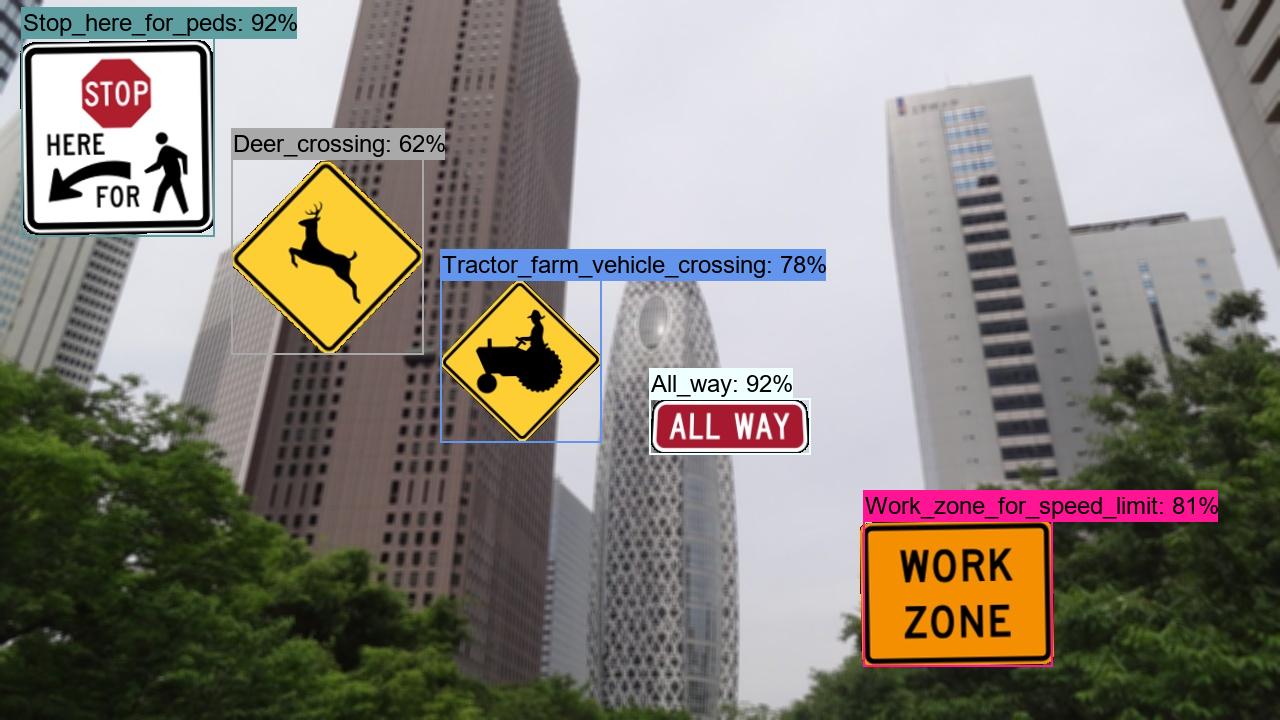 Stop_here_for_peds: 92%
STOP
HERE
FOR
Deer_crossing: 62%
Tractor_farm_vehicle_crossing: 78%
All_way: 92%
ALL WAY
Work_zone_for_speed_limit: 81%
WORK
ZONE